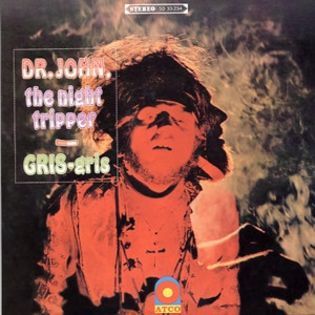 STEREO SD 33-234
DR. JOHN,
the night
tripper
GRIS•gris
ATCO